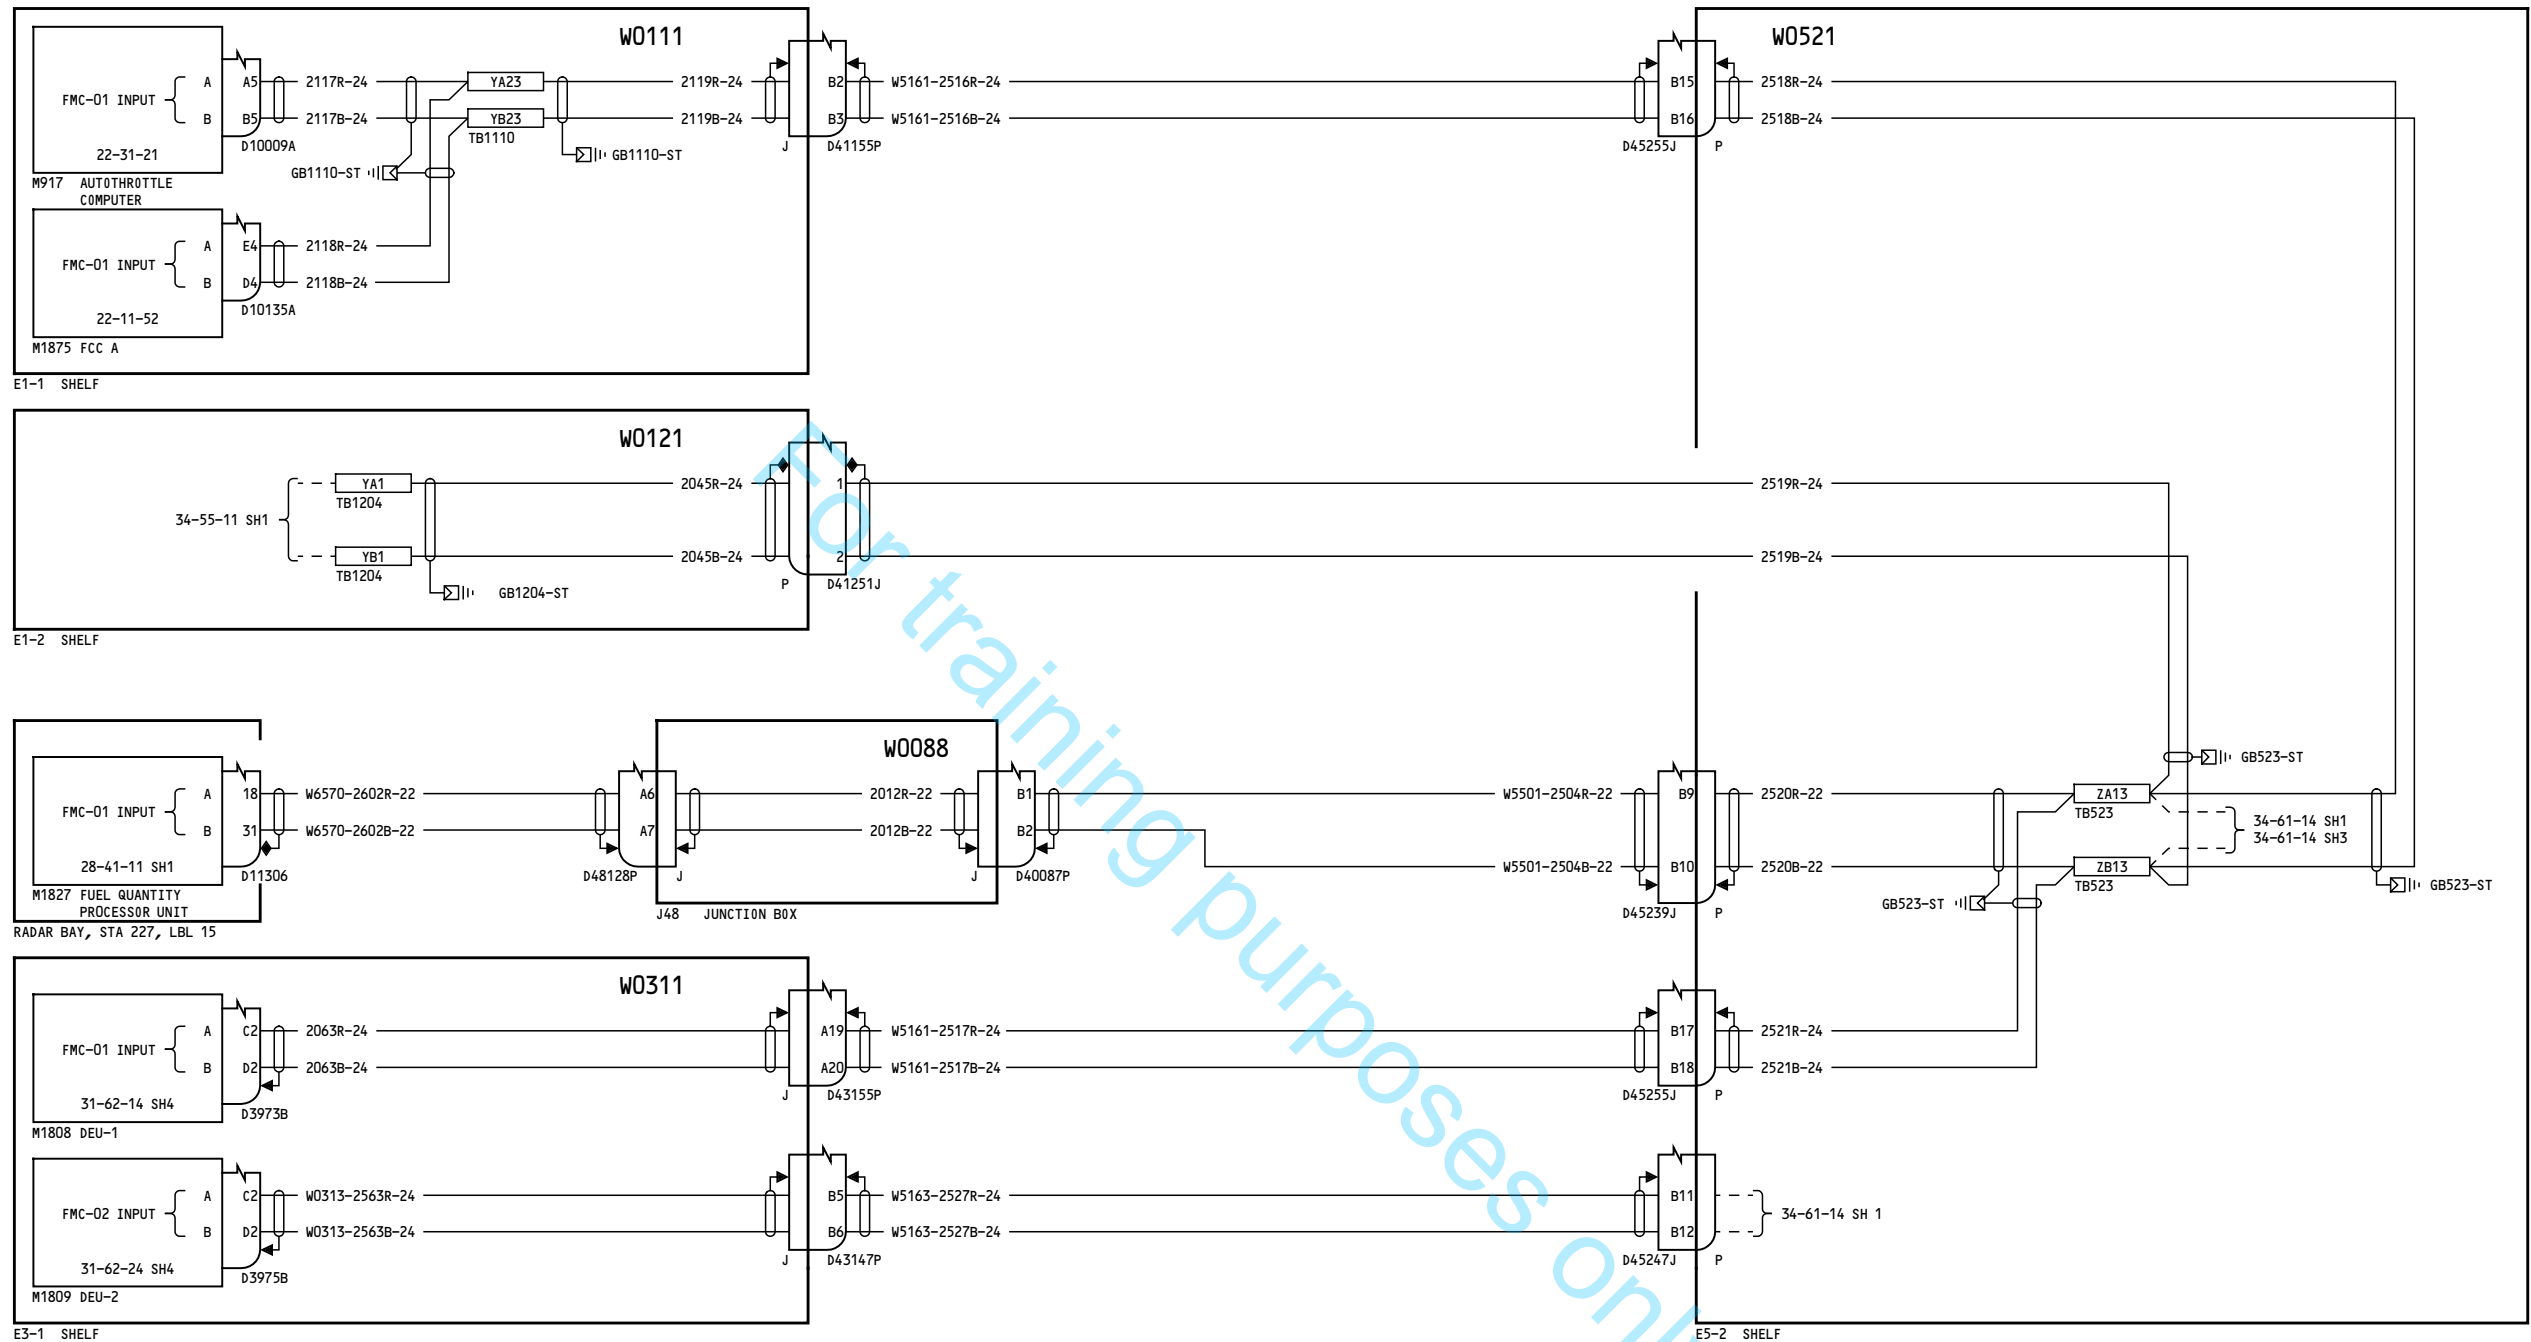 W0111
W0521
A A5 2117R-24 YA23 2119R-24 B2 W5161-2516R-24 B15 2518R-24
FMC-01 INPUT
B B5 2117B-24 YB23 2119B-24 B3 W5161-2516B-24 B16 2518B-24
TB1110
22-31-21 D10009A J D41155P D45255J P
GB1110-ST GB1110-ST
M917 AUTOTHROTTLE
COMPUTER
A E4 2118R-24
FMC-01 INPUT
B D4 2118B-24
22-11-52 D10135A
M1875 FCC A
E1-1 SHELF
W0121
YA1 2045R-24 1 2519R-24
TB1204
34-55-11 SH1
YB1 2045B-24 2 2519B-24
TB1204 P D41251J
GB1204-ST
E1-2 SHELF
W0088
GB523-ST
A 18 W6570-2602R-22 A6 2012R-22 B1 W5501-2504R-22 B9 2520R-22 ZA13
TB523
FMC-01 INPUT
34-61-14 SH1
34-61-14 SH3
B 31 W6570-2602B-22 A7 2012B-22 B2
W5501-2504B-22 B10 2520B-22 ZB13
TB523
28-41-11 SH1 D11306 D48128P J J D40087P
GB523-ST
GB523-ST
M1827 FUEL QUANTITY
PROCESSOR UNIT
J48 JUNCTION BOX D45239J P
RADAR BAY, STA 227, LBL 15
W0311
A C2 2063R-24 A19 W5161-2517R-24 B17 2521R-24
FMC-01 INPUT
B D2 2063B-24 A20 W5161-2517B-24 B18 2521B-24
31-62-14 SH4 D3973B J D43155P D45255J P
M1808 DEU-1
A C2 W0313-2563R-24 B5 W5163-2527R-24 B11
FMC-02 INPUT 34-61-14 SH 1
B D2 W0313-2563B-24 B6 W5163-2527B-24 B12
31-62-24 SH4 D3975B J D43147P D45247J P
M1809 DEU-2
E3-1 SHELF E5-2 SHELF
For training purposes onl